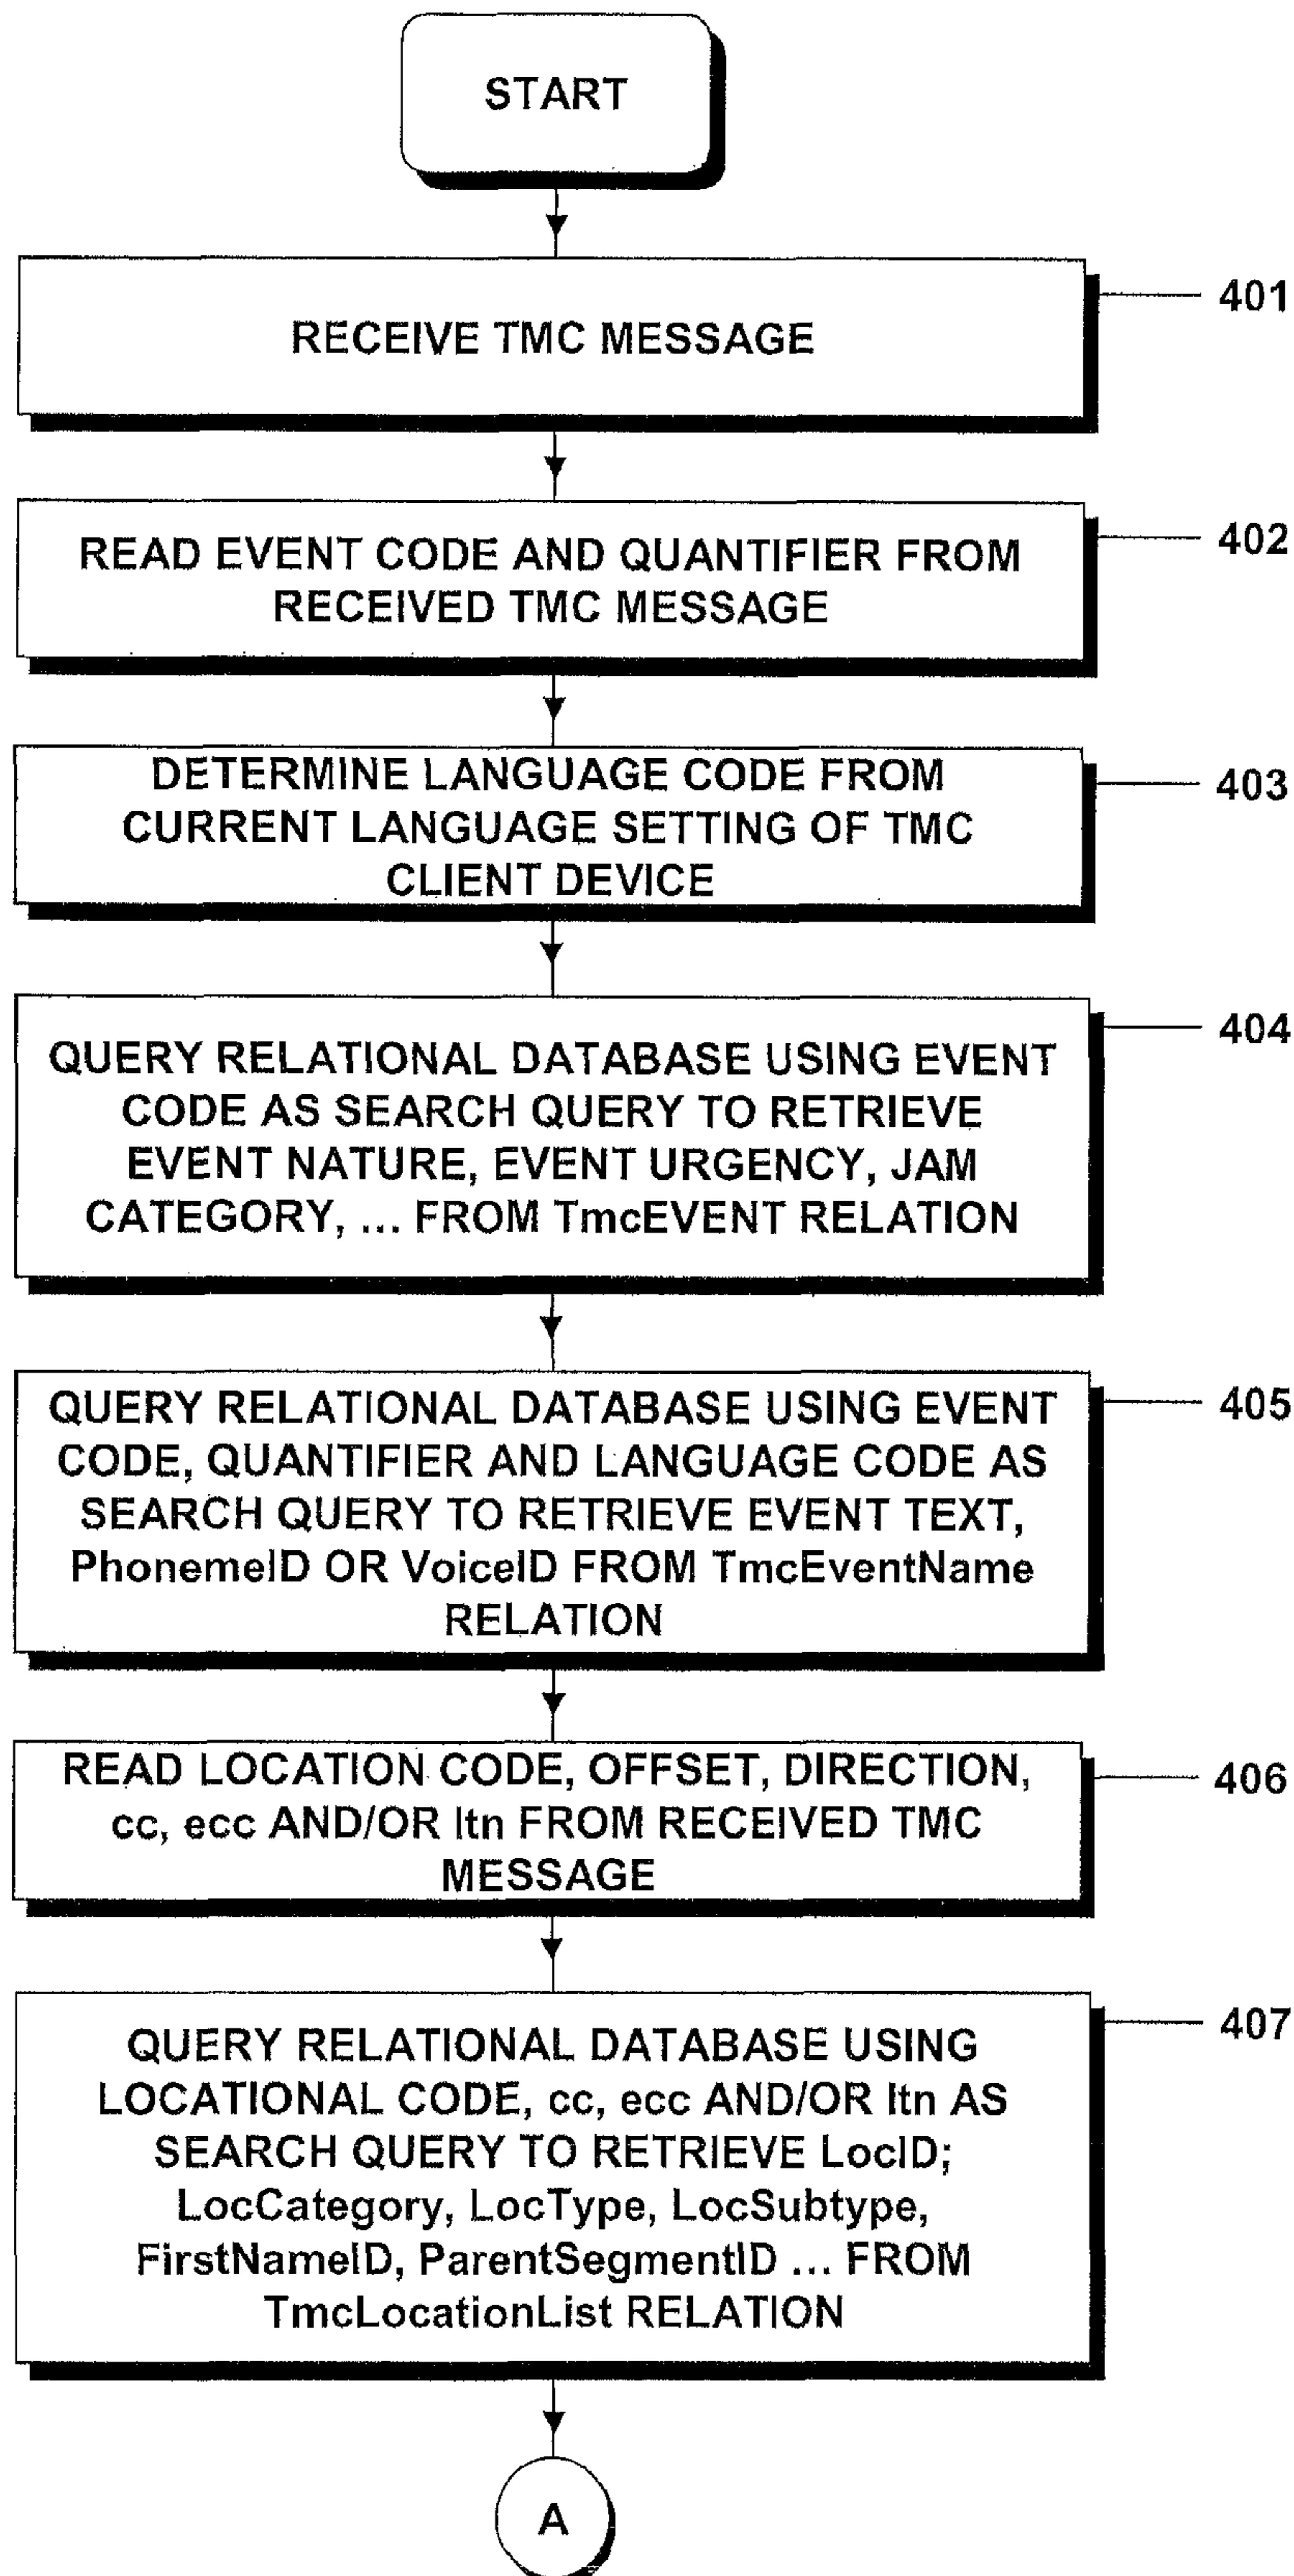 START
RECEIVE TMC MESSAGE
401
READ EVENT CODE AND QUANTIFIER FROM
RECEIVED TMC MESSAGE
402
DETERMINE LANGUAGE CODE FROM
CURRENT LANGUAGE SETTING OF TMC
CLIENT DEVICE
403
QUERY RELATIONAL DATABASE USING EVENT
CODE AS SEARCH QUERY TO RETRIEVE
EVENT NATURE, EVENT URGENCY, JAM
CATEGORY, ... FROM TmcEVENT RELATION
404
QUERY RELATIONAL DATABASE USING EVENT
CODE, QUANTIFIER AND LANGUAGE CODE AS
SEARCH QUERY TO RETRIEVE EVENT TEXT,
PhonemeID OR VoiceID FROM TmcEventName
RELATION
405
READ LOCATION CODE, OFFSET, DIRECTION,
cc, ecc AND/OR ltn FROM RECEIVED TMC
MESSAGE
406
QUERY RELATIONAL DATABASE USING
LOCATIONAL CODE, cc, ecc AND/OR ltn AS
SEARCH QUERY TO RETRIEVE LocID;
LocCategory, LocType, LocSubtype,
FirstNameID, ParentSegmentID ... FROM
TmcLocationList RELATION
407
A